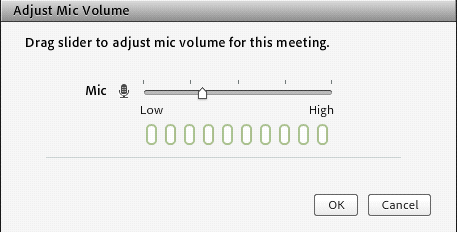 Adjust Mic Volume
Drag slider to adjust mic volume for this meeting.
Mic
Low High
OK Cancel